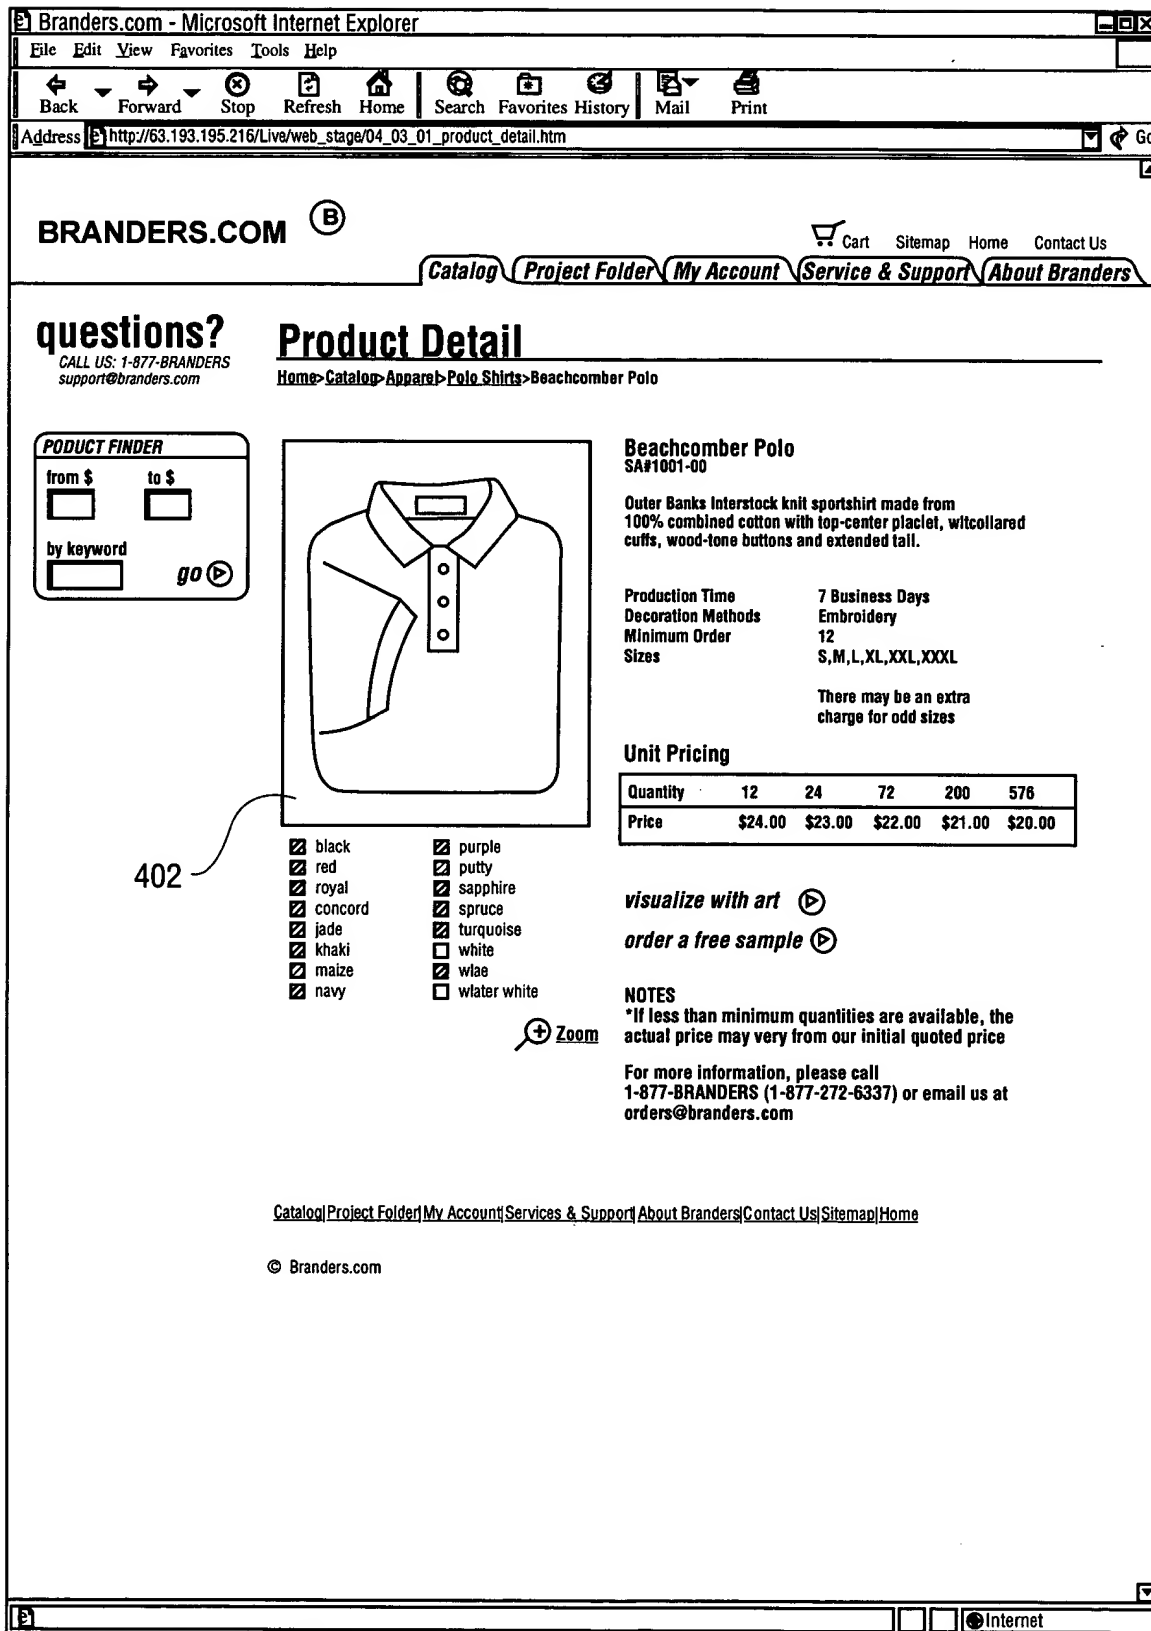 Branders.com - Microsoft Internet Explorer
File Edit View Favorites Tools Help
Back Forward Stop Refresh Home Search Favorites History Mail Print
Address http://63.193.195.216/Live/web_stage/04_03_01_product_detail.htm Go
BRANDERS.COM B
Cart Sitemap Home Contact Us
Catalog Project Folder My Account Service & Support About Branders
questions?
CALL US: 1-877-BRANDERS
support@branders.com
Product Detail
Home>Catalog>Apparel>Polo Shirts>Beachcomber Polo
PODUCT FINDER
from $ to $
by keyword
go
402
black
red
royal
concord
jade
khaki
maize
navy
purple
putty
sapphire
spruce
turquoise
white
wlae
wlater white
Zoom
Beachcomber Polo
SA#1001-00
Outer Banks Interstock knit sportshirt made from
100% combined cotton with top-center placlet, witcollared
cuffs, wood-tone buttons and extended tail.
Production Time 7 Business Days
Decoration Methods Embroidery
Minimum Order 12
Sizes S,M,L,XL,XXL,XXXL
There may be an extra
charge for odd sizes
Unit Pricing
Quantity 12 24 72 200 576
Price $24.00 $23.00 $22.00 $21.00 $20.00
visualize with art
order a free sample
NOTES
*If less than minimum quantities are available, the
actual price may very from our initial quoted price
For more information, please call
1-877-BRANDERS (1-877-272-6337) or email us at
orders@branders.com
Catalog|Project Folder|My Account|Services & Support|About Branders|Contact Us|Sitemap|Home
© Branders.com
Internet